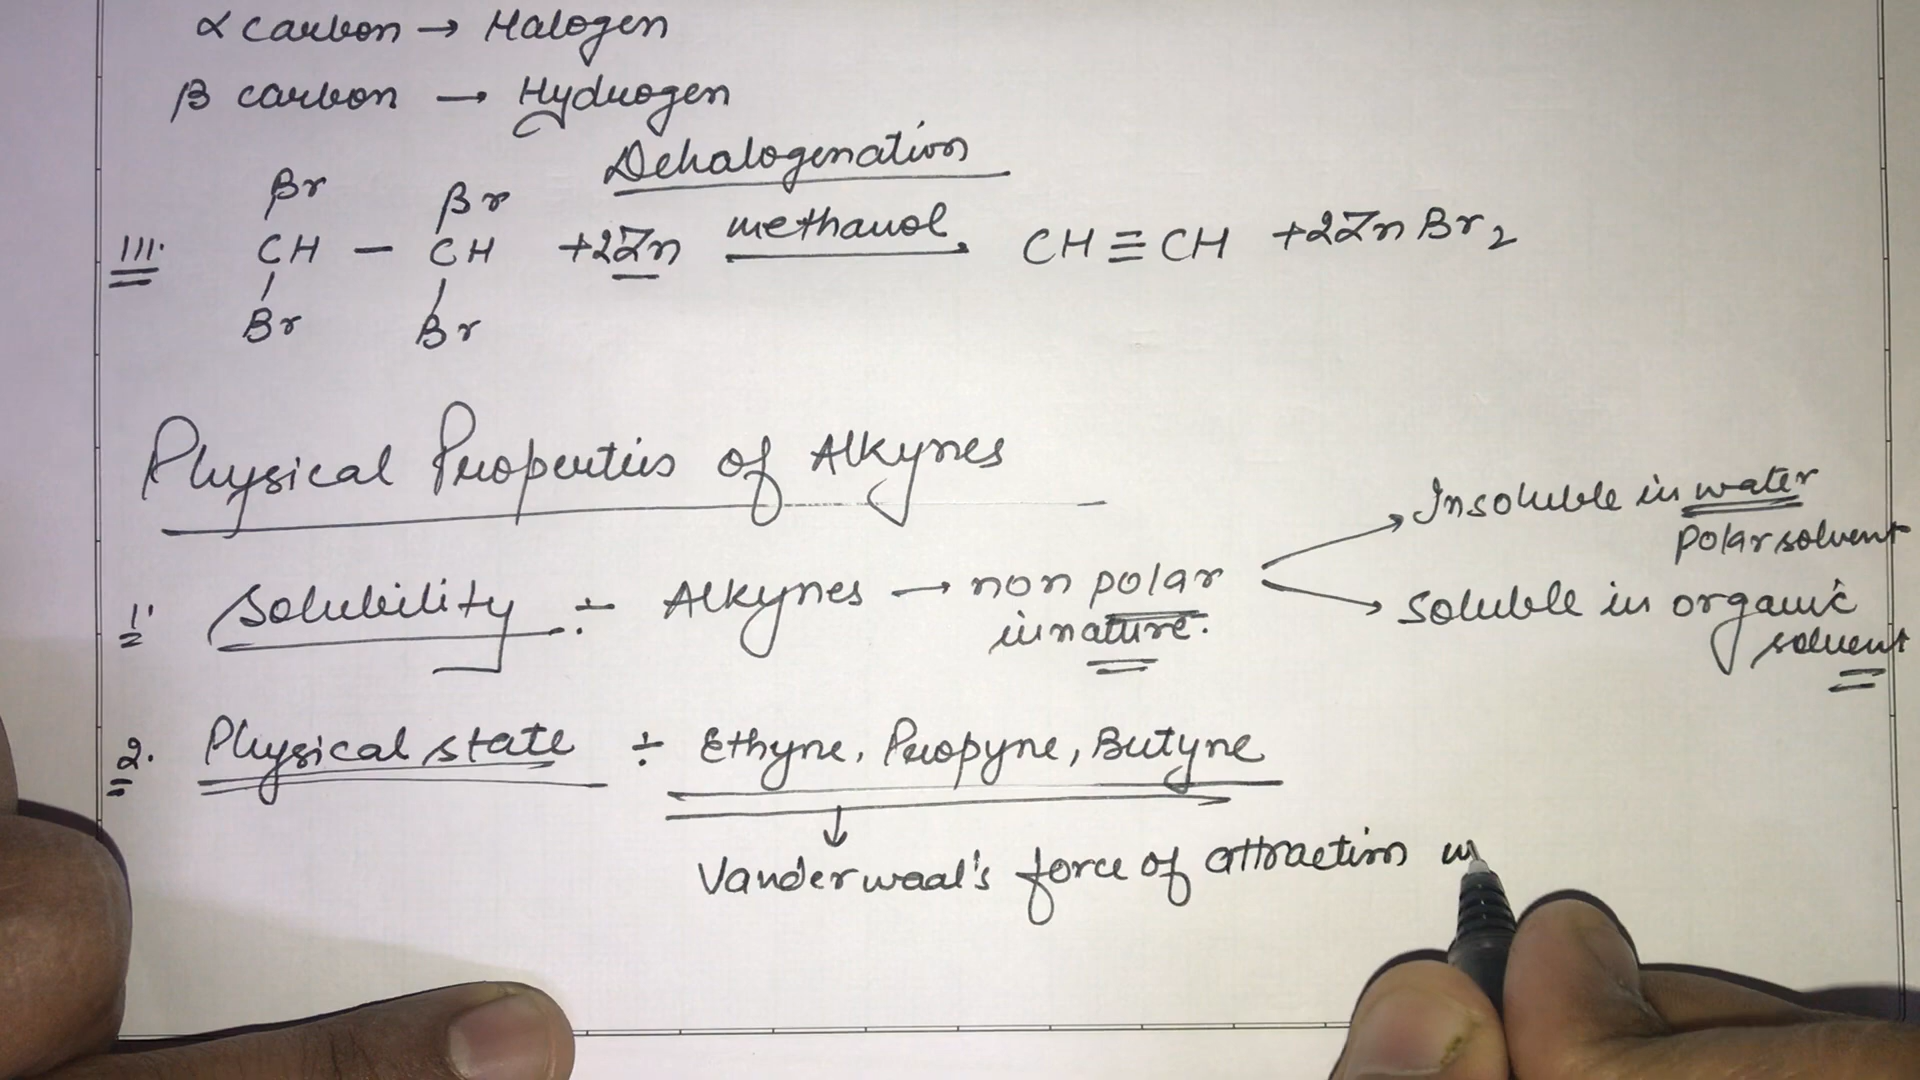 α carbon → Halogen
β carbon → Hydrogen
Dehalogenation
Br Br
III. CH — CH +2Zn methanol CH ≡ CH +2ZnBr₂
Br Br
Physical Properties of Alkynes
Insoluble in water
polar solvent
1. Solubility ÷ Alkynes → non polar
in nature.
Soluble in organic
solvent
2. Physical state ÷ Ethyne, Propyne, Butyne
Vanderwaal's force of attraction